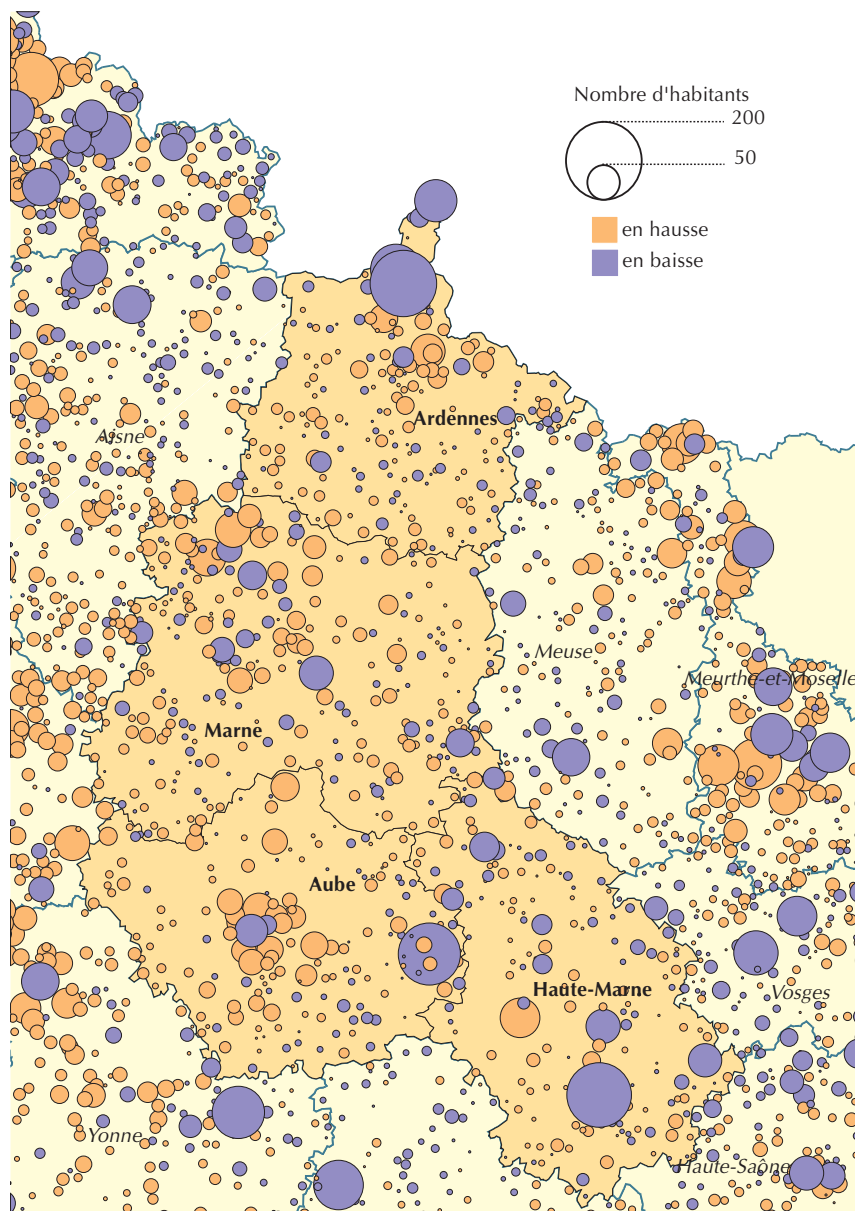 Nombre d'habitants
200
50
en hausse
en baisse
Ardennes
Aisne
Meuse
Meurthe-et-Moselle
Marne
Aube
Haute-Marne
Vosges
Yonne
Haute-Saône